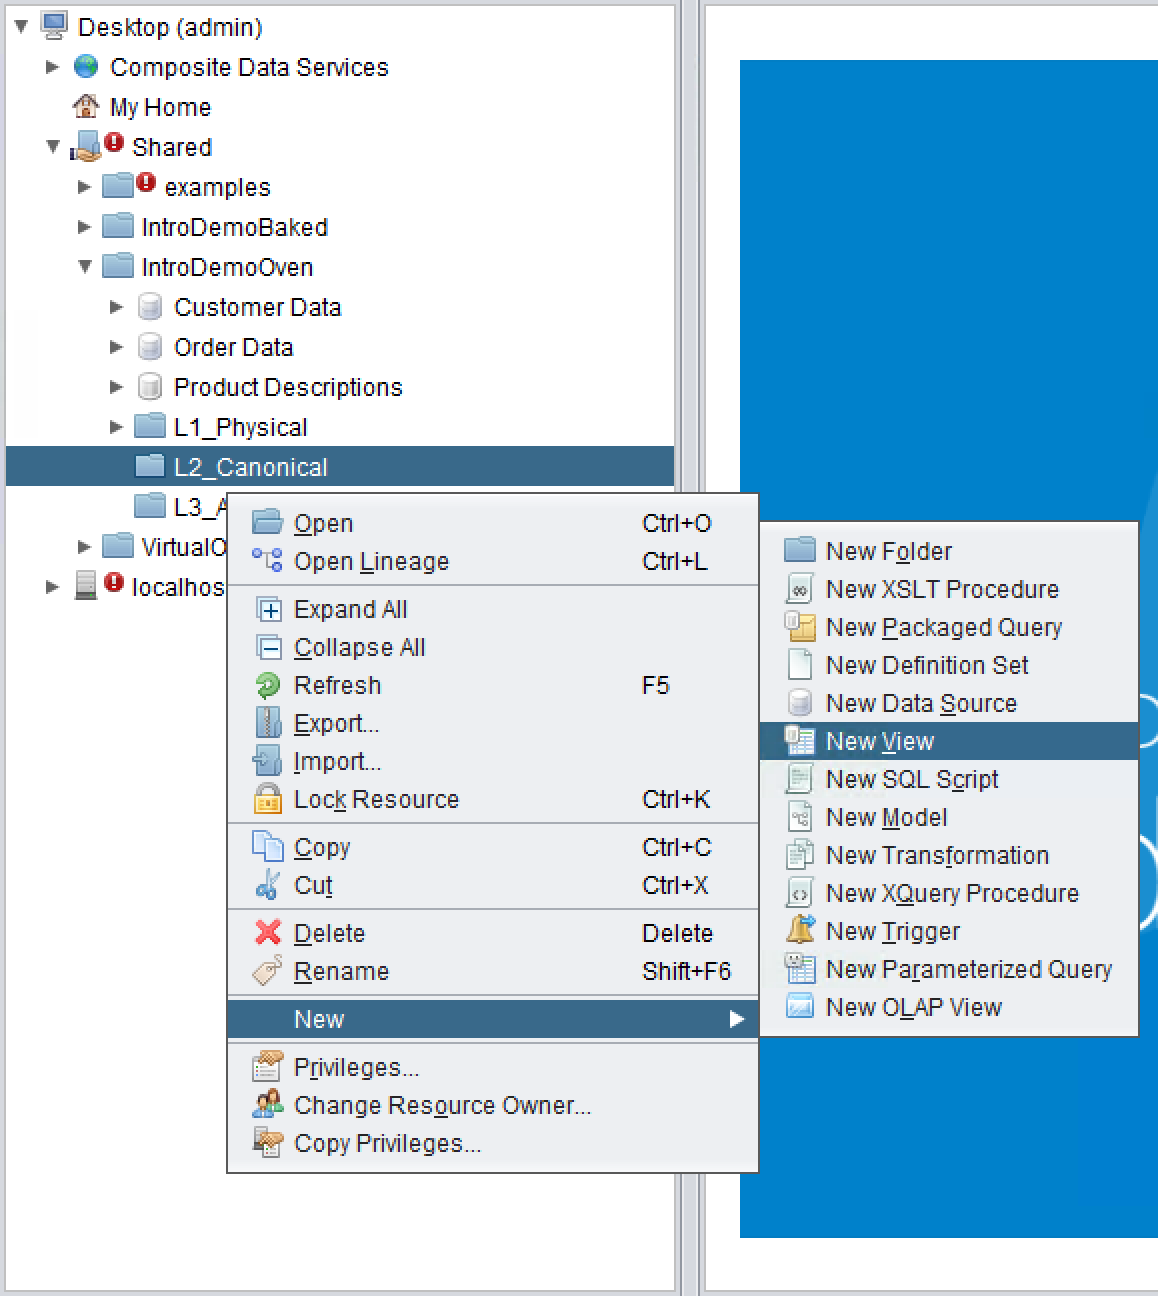 Desktop (admin)
Composite Data Services
My Home
Shared
examples
IntroDemoBaked
IntroDemoOven
Customer Data
Order Data
Product Descriptions
L1_Physical
L2_Canonical
L3_
localhos
Open Ctrl+O
Open Lineage Ctrl+L
Expand All
Collapse All
Refresh F5
Export...
Import...
Lock Resource Ctrl+K
Copy Ctrl+C
Cut Ctrl+X
Delete Delete
Rename Shift+F6
New
Privileges...
Change Resource Owner...
Copy Privileges...
New Folder
New XSLT Procedure
New Packaged Query
New Definition Set
New Data Source
New View
New SQL Script
New Model
New Transformation
New XQuery Procedure
New Trigger
New Parameterized Query
New OLAP View